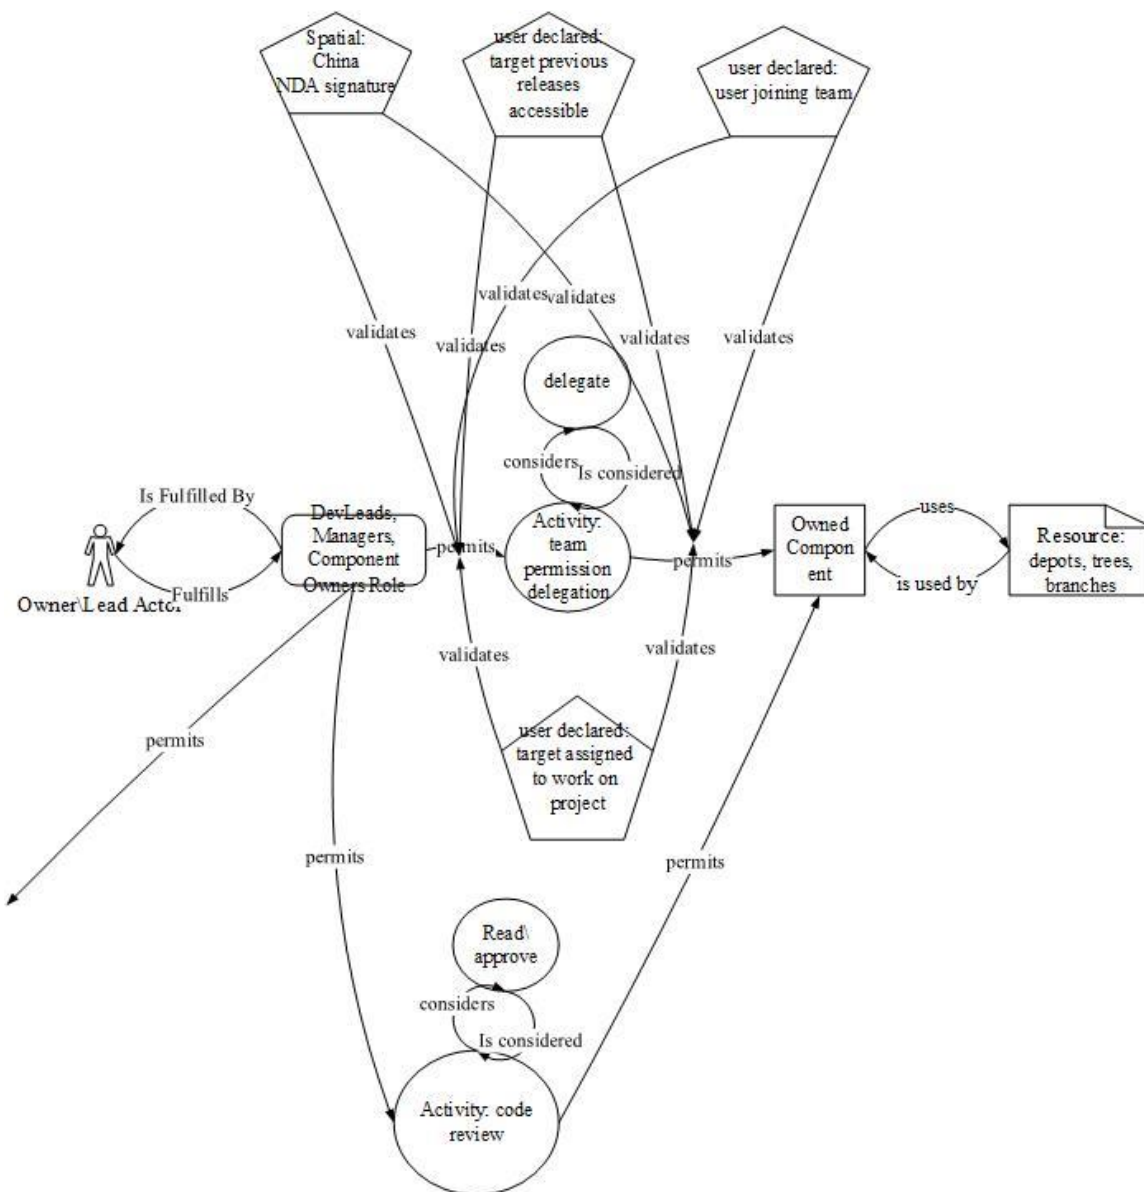 Spatial:
China
NDA signature
user declared:
target previous
releases
accessible
user declared:
user joining team
validates
validates
validates
validates
validates
validates
delegate
considers
Is considered
Is Fulfilled By
Fulfills
Owner\Lead Actor
DevLeads,
Managers,
Component
Owners Role
permits
Activity:
team
permission
delegation
permits
Owned
Compon
ent
uses
is used by
Resource:
depots, trees,
branches
validates
validates
user declared:
target assigned
to work on
project
permits
permits
permits
Read\
approve
considers
Is considered
Activity: code
review